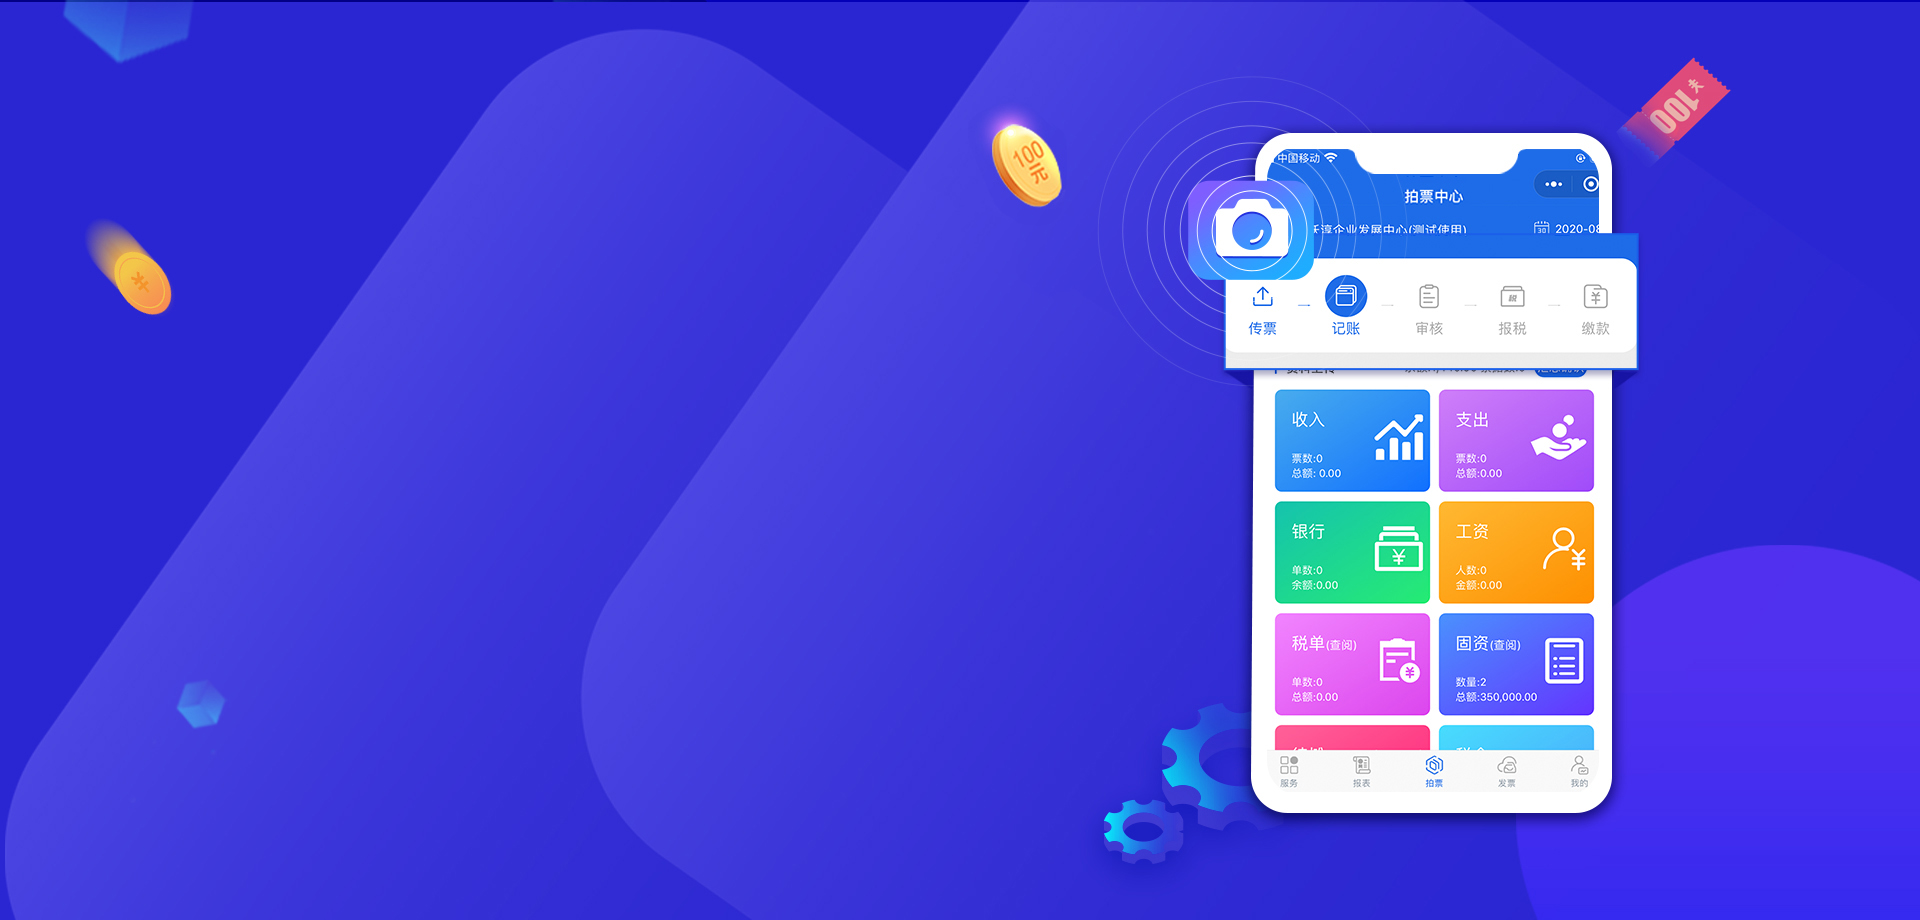 100元
100
¥
中国移动
拍票中心
沃淳企业发展中心(测试使用)
30
2020-08
传票
记账
审核
税
报税
¥
缴款
收入
票数:0
总额: 0.00
支出
票数:0
总额:0.00
银行
单数:0
余额:0.00
¥
工资
人数:0
金额:0.00
¥
税单(查阅)
单数:0
总额:0.00
¥
固资(查阅)
数量:2
总额:350,000.00
服务
报表
拍票
发票
我的